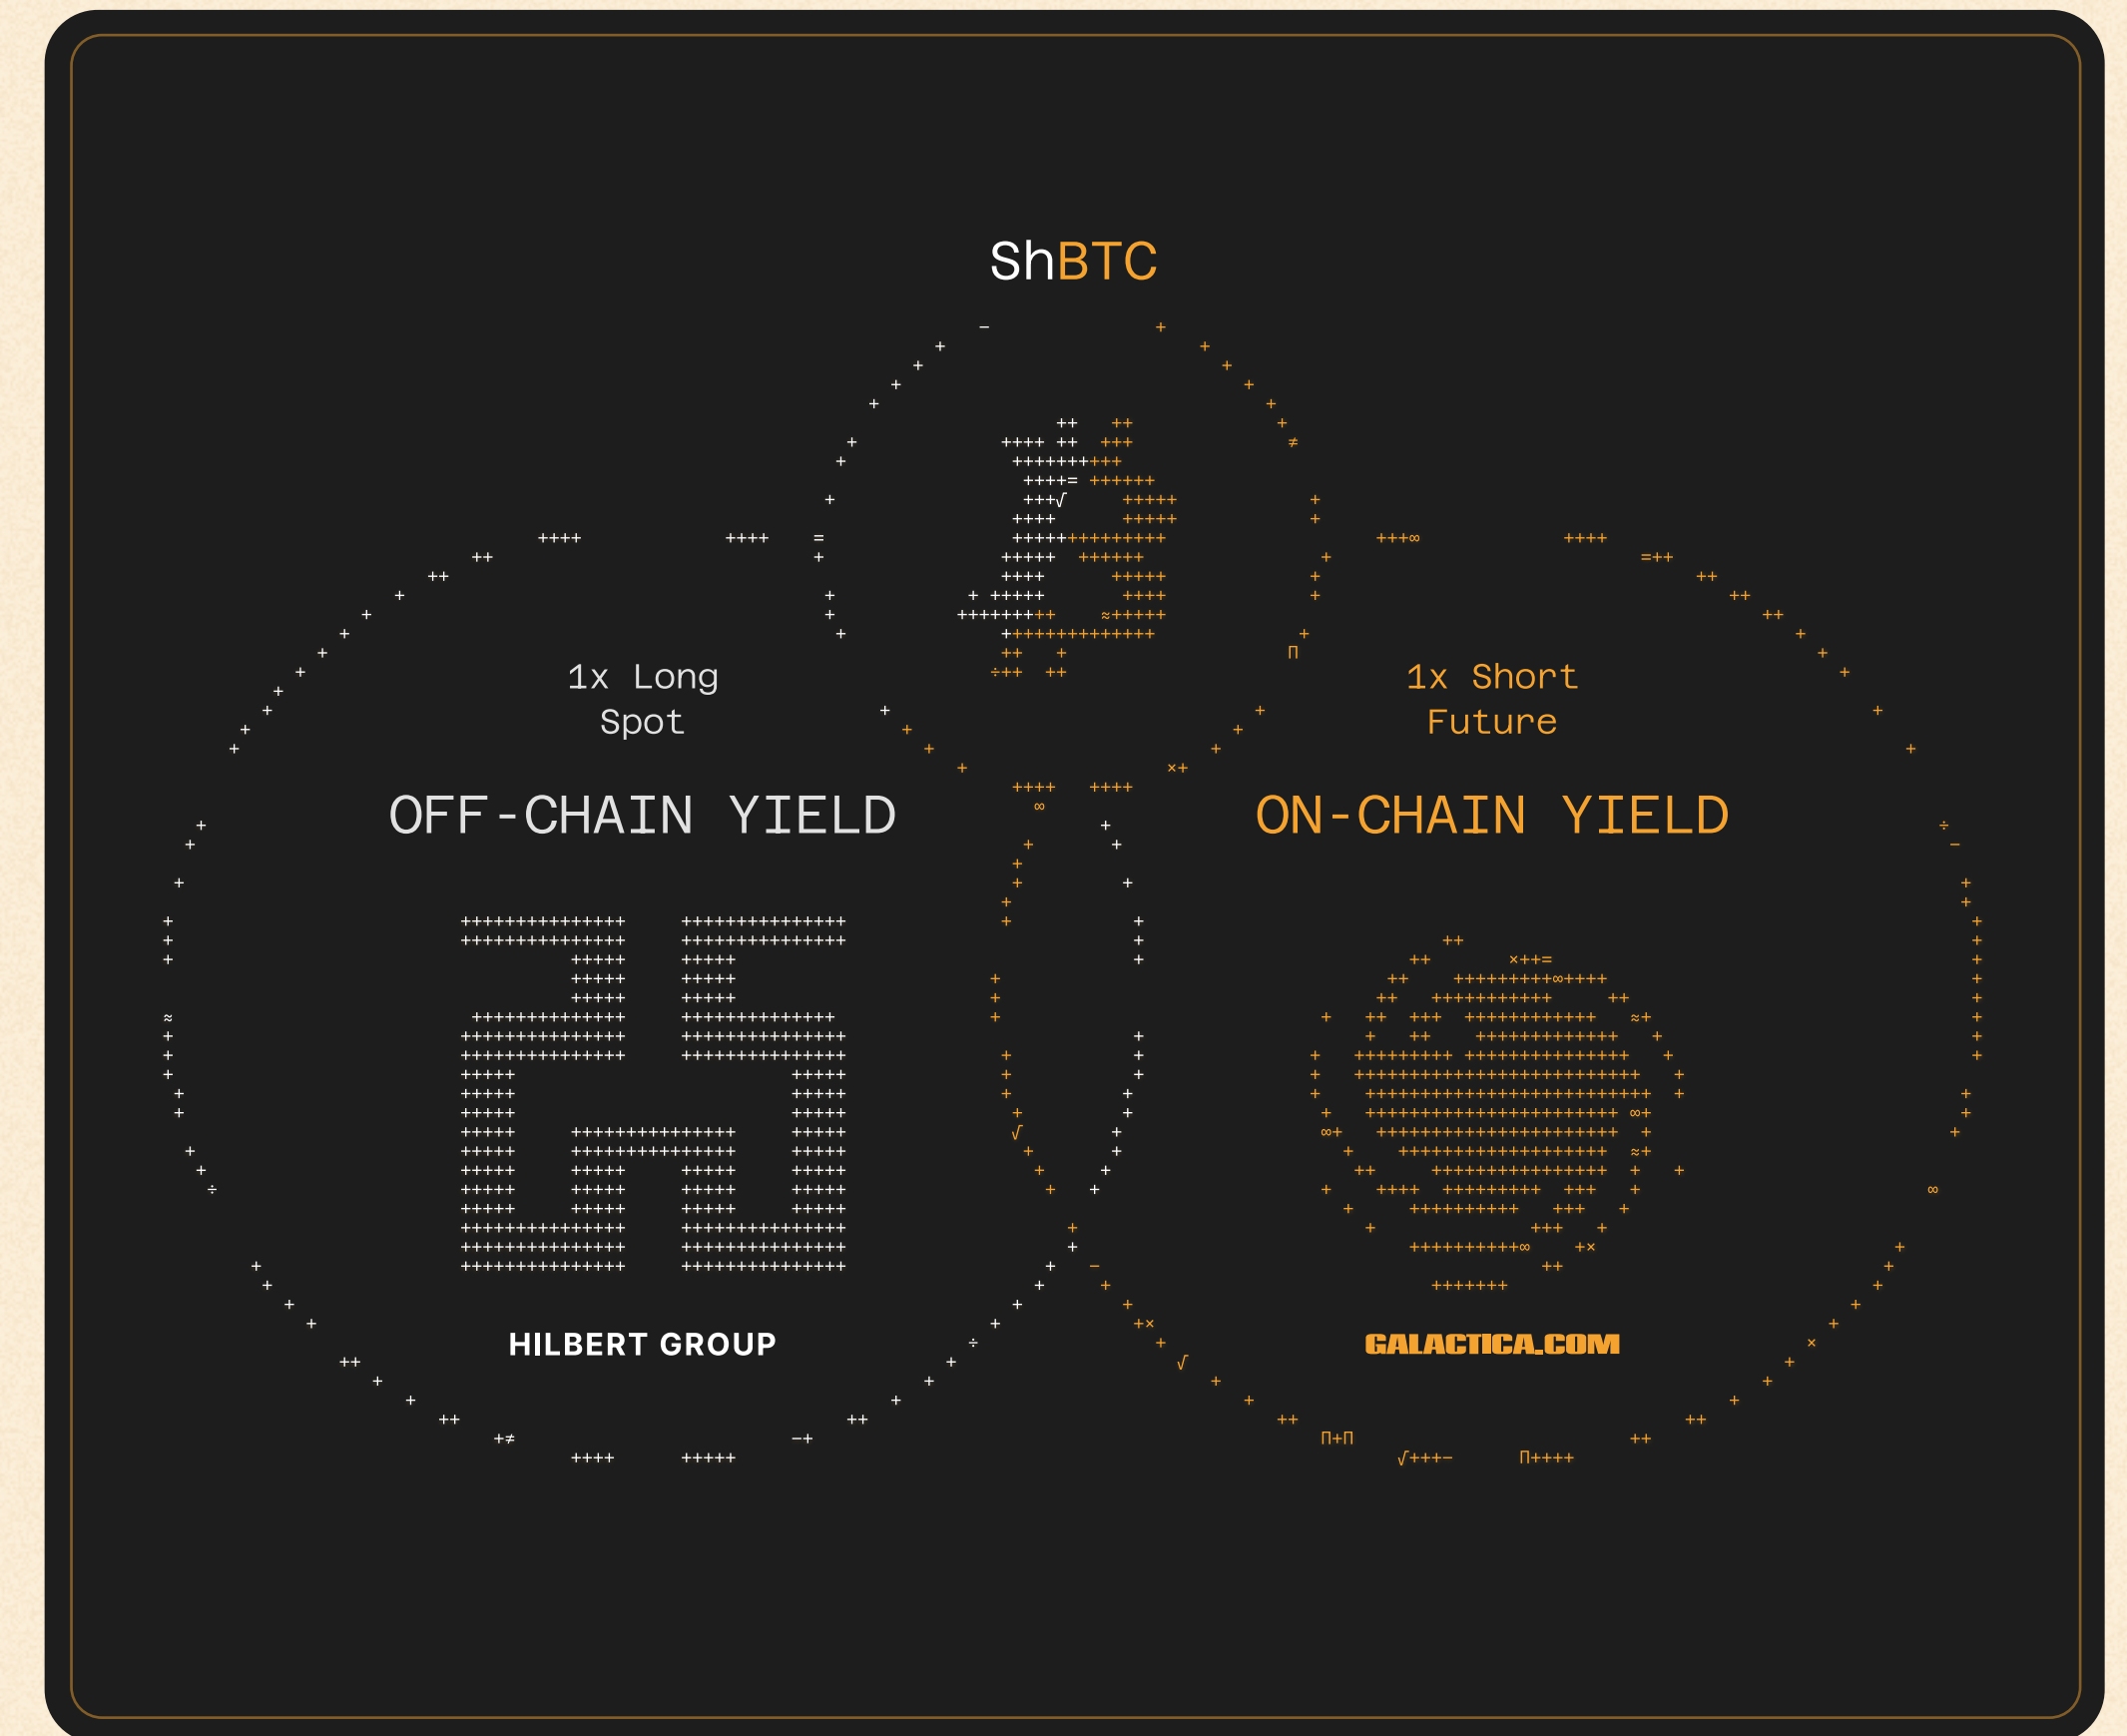 ShBTC
1x Long
Spot
OFF-CHAIN YIELD
HILBERT GROUP
1x Short
Future
ON-CHAIN YIELD
GALACTICA.COM